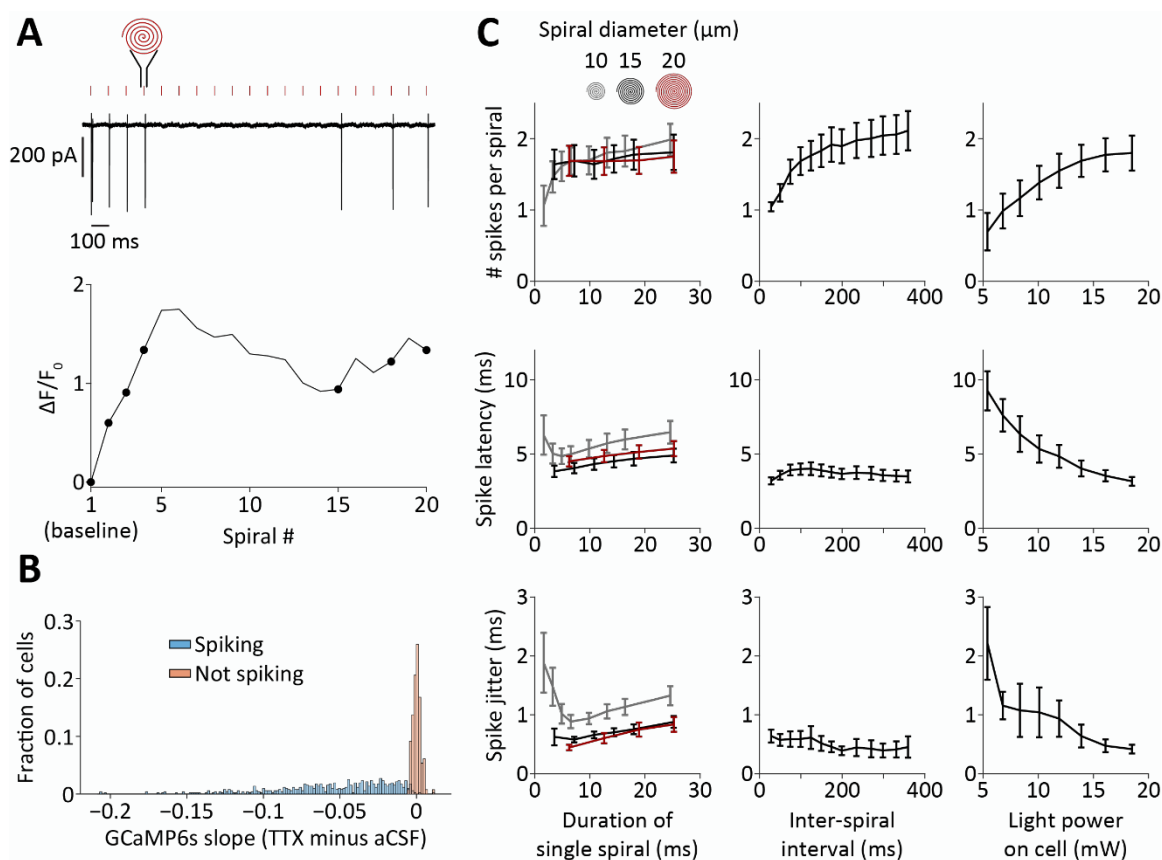 A
200 pA
100 ms
ΔF/F0
2
1
0
1 5 10 15 20
(baseline) Spiral #
B
Fraction of cells
0.3
0.2
0.1
0
Spiking
Not spiking
−0.2 −0.15 −0.1 −0.05 0
GCaMP6s slope (TTX minus aCSF)
C
Spiral diameter (μm)
10 15 20
# spikes per spiral
2
1
0
0 10 20 30
2
1
0
0 200 400
2
1
0
5 10 15 20
Spike latency (ms)
10
5
0
0 10 20 30
10
5
0
0 200 400
10
5
0
5 10 15 20
Spike jitter (ms)
3
2
1
0
0 10 20 30
3
2
1
0
0 200 400
3
2
1
0
5 10 15 20
Duration of
single spiral (ms)
Inter-spiral
interval (ms)
Light power
on cell (mW)